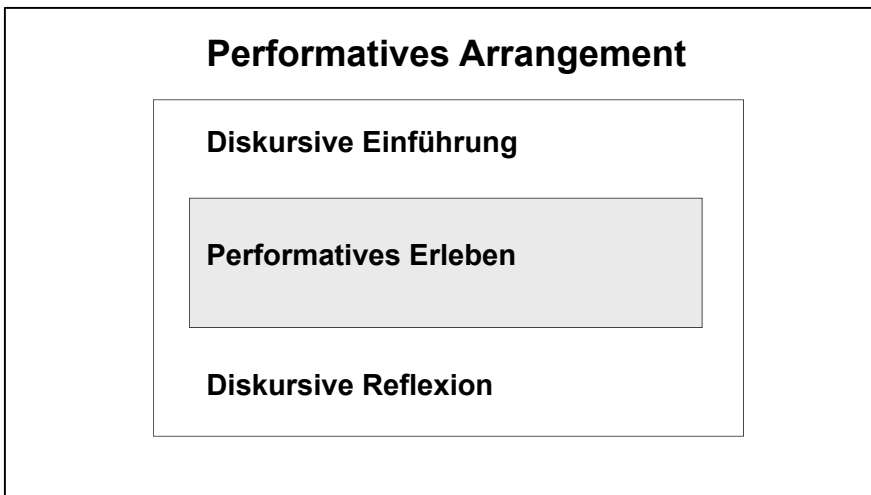 Performatives Arrangement
Diskursive Einführung
Performatives Erleben
Diskursive Reflexion